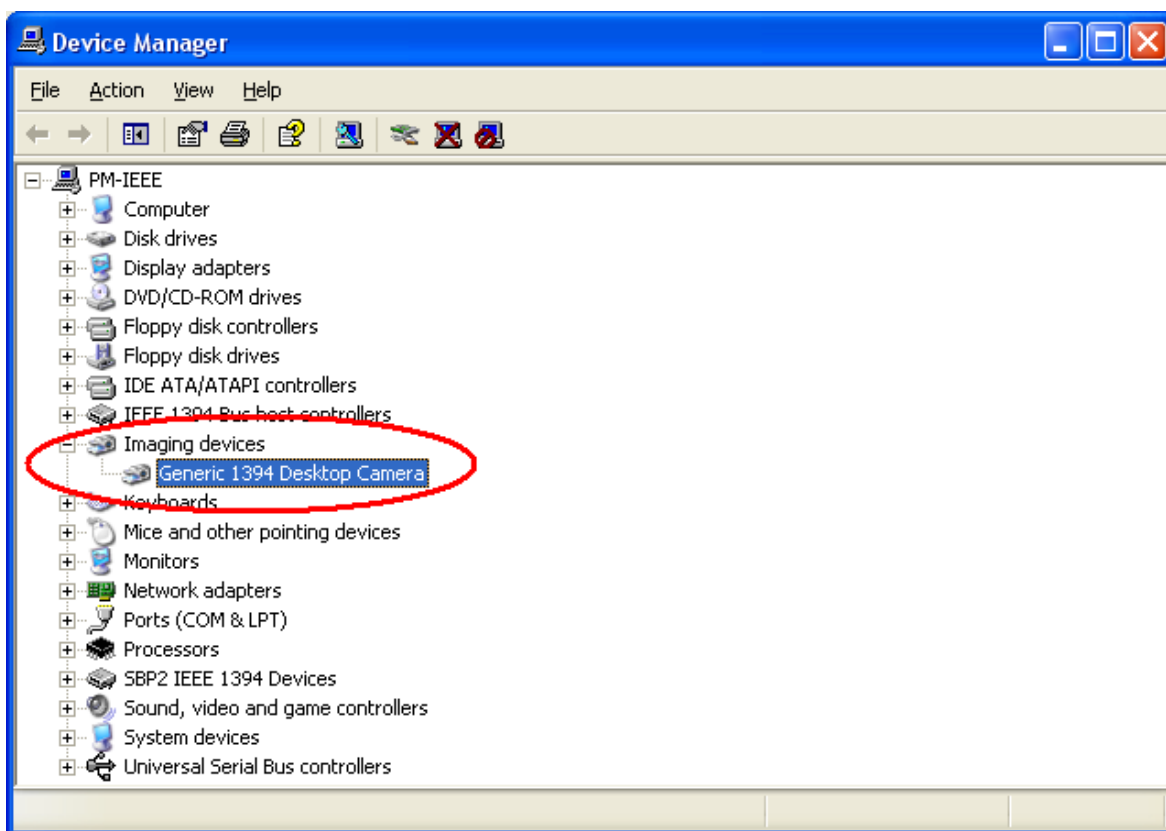 Device Manager
File Action View Help
PM-IEEE
Computer
Disk drives
Display adapters
DVD/CD-ROM drives
Floppy disk controllers
Floppy disk drives
IDE ATA/ATAPI controllers
IEEE 1394 Bus host controllers
Imaging devices
Generic 1394 Desktop Camera
Keyboards
Mice and other pointing devices
Monitors
Network adapters
Ports (COM & LPT)
Processors
SBP2 IEEE 1394 Devices
Sound, video and game controllers
System devices
Universal Serial Bus controllers